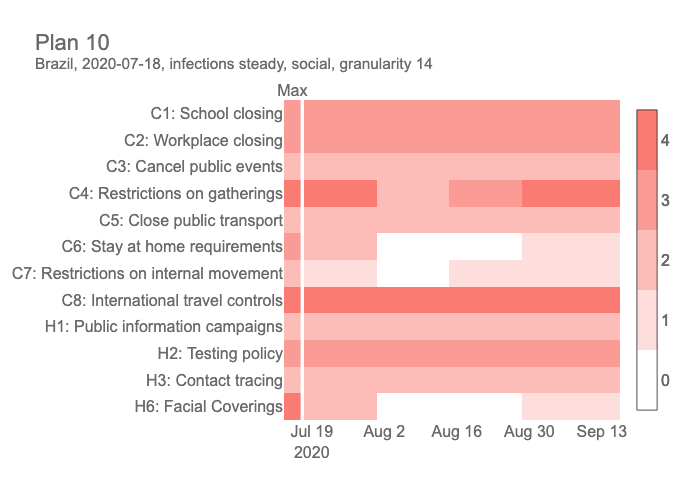 Plan 10
Brazil, 2020-07-18, infections steady, social, granularity 14
Max
C1: School closing
C2: Workplace closing
C3: Cancel public events
C4: Restrictions on gatherings
C5: Close public transport
C6: Stay at home requirements
C7: Restrictions on internal movement
C8: International travel controls
H1: Public information campaigns
H2: Testing policy
H3: Contact tracing
H6: Facial Coverings
4
3
2
1
0
Jul 19 Aug 2 Aug 16 Aug 30 Sep 13
2020